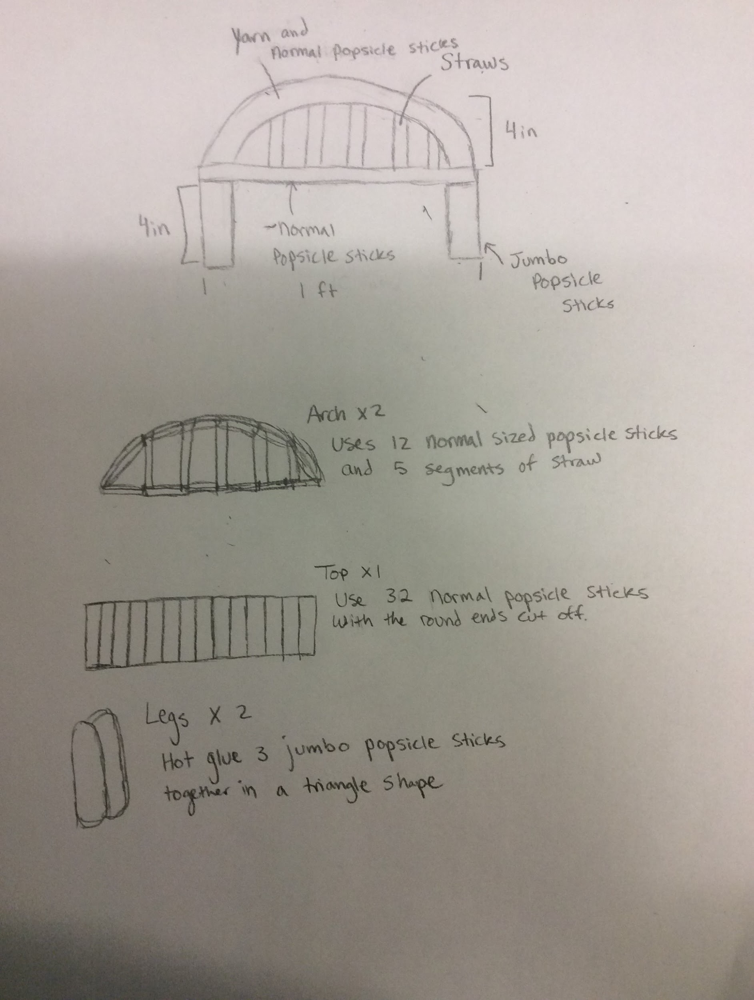 Yarn and
normal popsicle sticks
Straws
4in
4in
~normal
Popsicle sticks
Jumbo
Popsicle
Sticks
1 ft
Arch x2
Uses 12 normal sized popsicle sticks
and 5 segments of straw
Top x1
Use 32 normal popsicle sticks
with the round ends cut off.
Legs x 2
Hot glue 3 jumbo popsicle sticks
together in a triangle shape